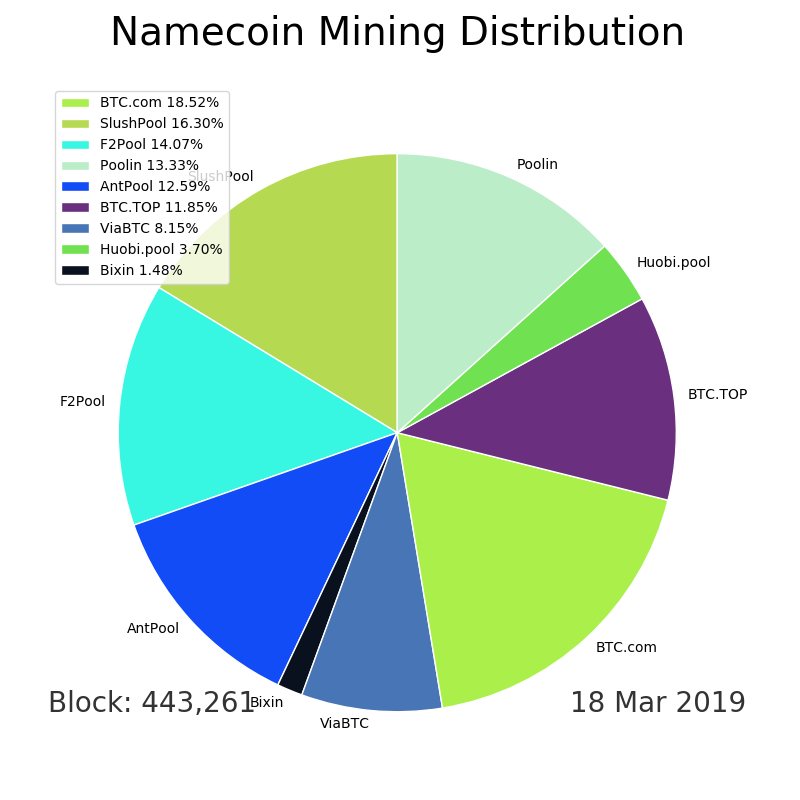 Namecoin Mining Distribution
BTC.com 18.52%
SlushPool 16.30%
F2Pool 14.07%
Poolin 13.33%
AntPool 12.59%
BTC.TOP 11.85%
ViaBTC 8.15%
Huobi.pool 3.70%
Bixin 1.48%
SlushPool
Poolin
Huobi.pool
BTC.TOP
F2Pool
AntPool
BTC.com
Bixin
ViaBTC
Block: 443,261
18 Mar 2019